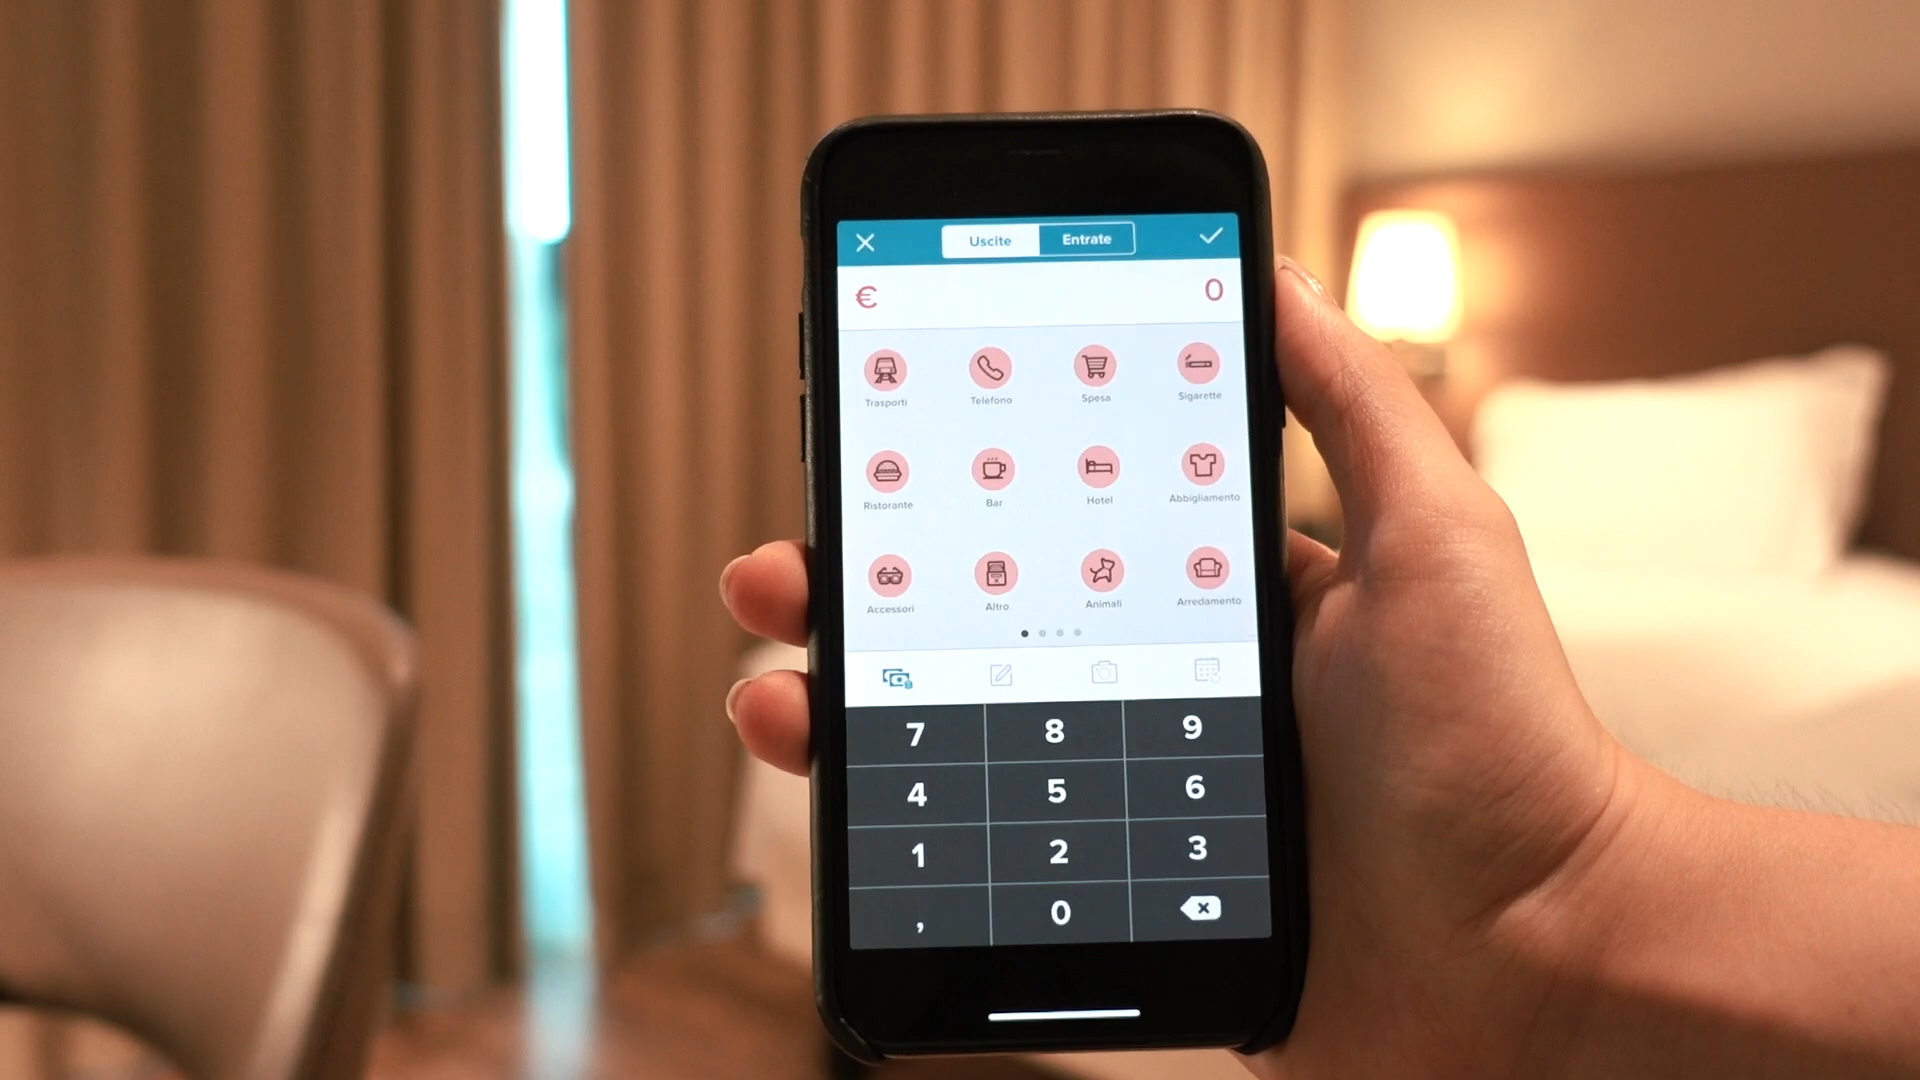 Uscite Entrate
€ 0
Trasporti Telefono Spesa Sigarette
Ristorante Bar Hotel Abbigliamento
Accessori Altro Animali Arredamento
7 8 9
4 5 6
1 2 3
, 0